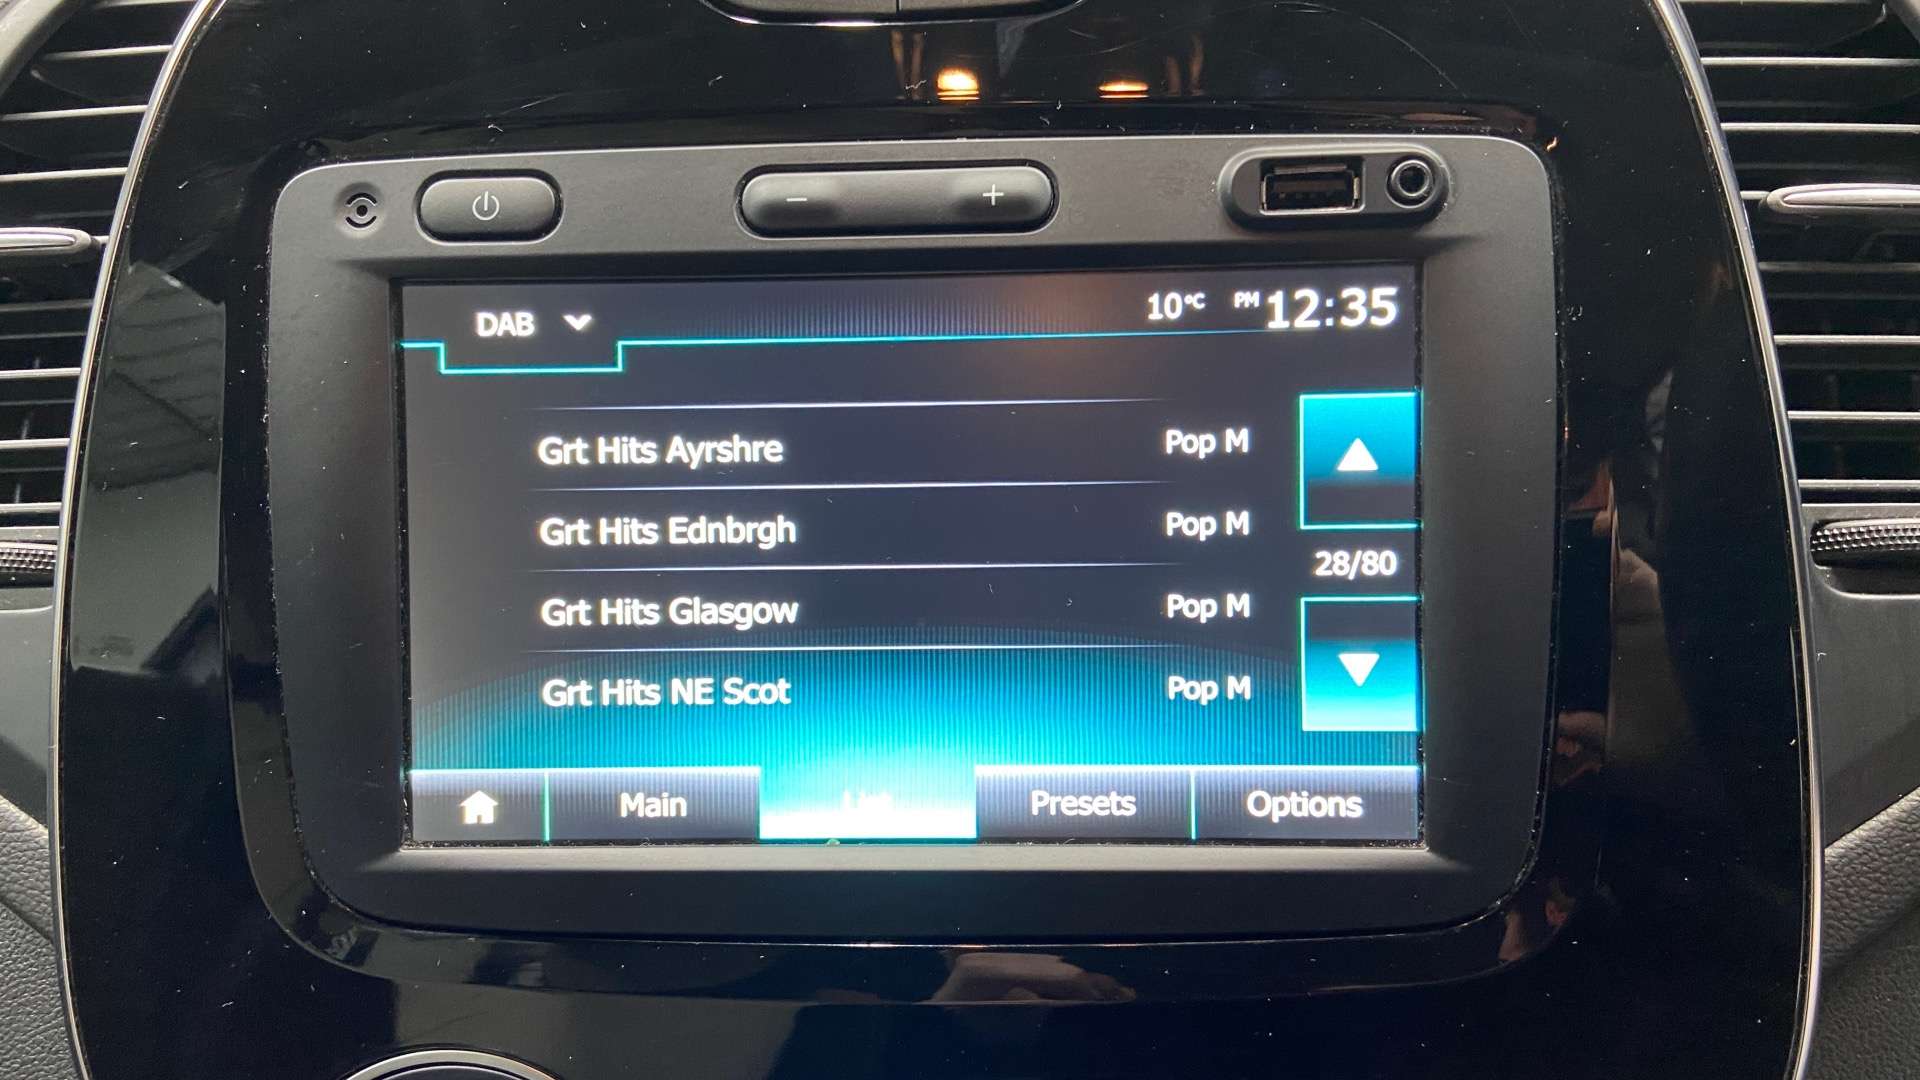 DAB
10°C PM 12:35
Grt Hits Ayrshre Pop M
Grt Hits Ednbrgh Pop M
28/80
Grt Hits Glasgow Pop M
Grt Hits NE Scot Pop M
Main List Presets Options